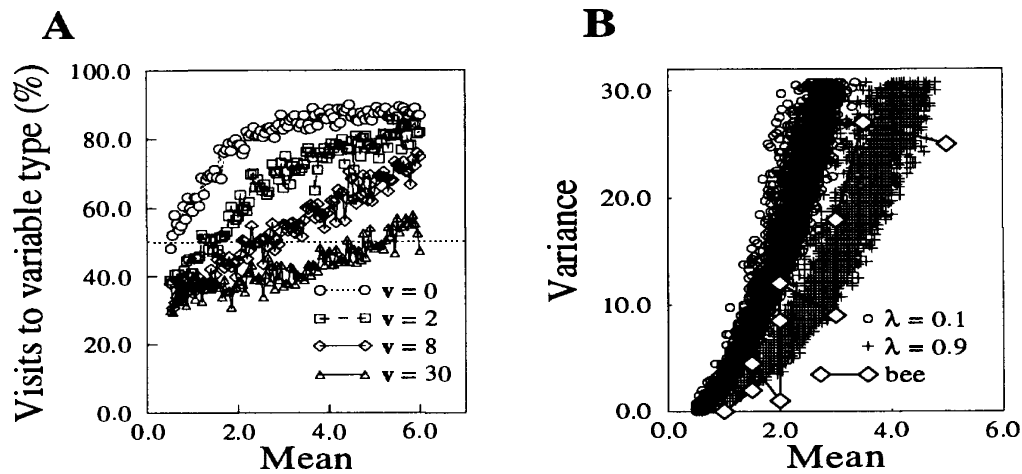 A
Visits to variable type (%)
100.0
80.0
60.0
40.0
20.0
0.0
v = 0
v = 2
v = 8
v = 30
0.0 2.0 4.0 6.0
Mean
B
Variance
30.0
20.0
10.0
0.0
λ = 0.1
λ = 0.9
bee
0.0 2.0 4.0 6.0
Mean